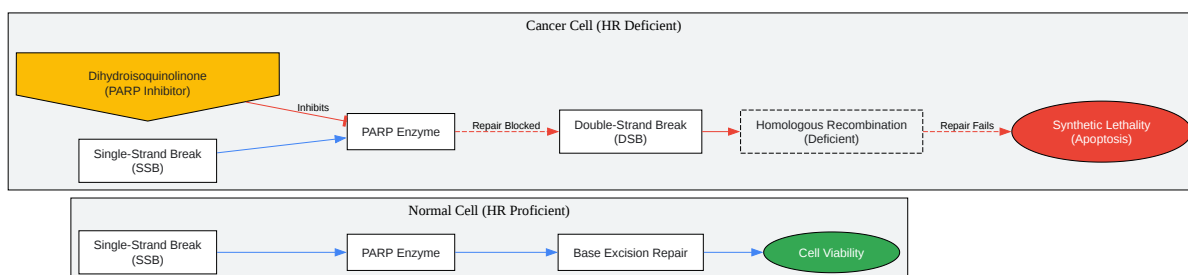 Cancer Cell (HR Deficient)
Dihydroisoquinolinone
(PARP Inhibitor)
Inhibits
Single-Strand Break
(SSB)
PARP Enzyme
Repair Blocked
Double-Strand Break
(DSB)
Homologous Recombination
(Deficient)
Repair Fails
Synthetic Lethality
(Apoptosis)
Normal Cell (HR Proficient)
Single-Strand Break
(SSB)
PARP Enzyme
Base Excision Repair
Cell Viability